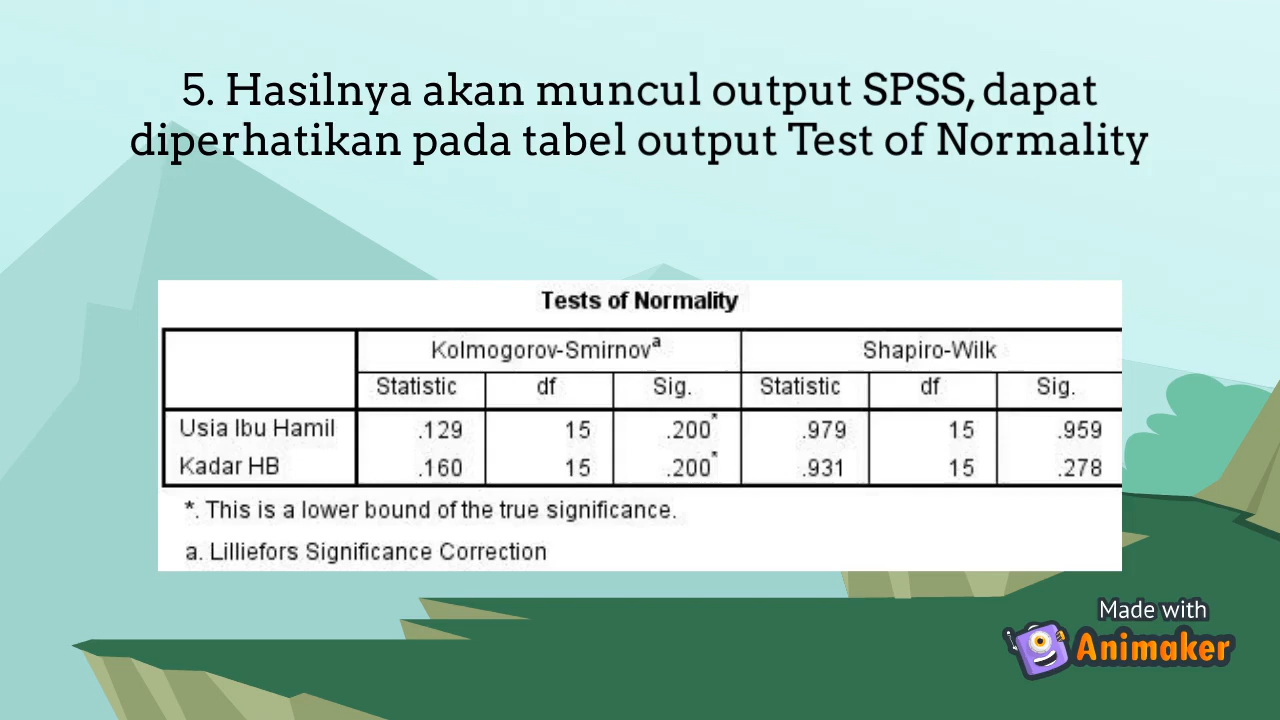 5. Hasilnya akan muncul output SPSS, dapat
diperhatikan pada tabel output Test of Normality
Tests of Normality
Kolmogorov-Smirnovᵃ Shapiro-Wilk
Statistic df Sig. Statistic df Sig.
Usia Ibu Hamil .129 15 .200* .979 15 .959
Kadar HB .160 15 .200* .931 15 .278
*. This is a lower bound of the true significance.
a. Lilliefors Significance Correction
Made with
Animaker